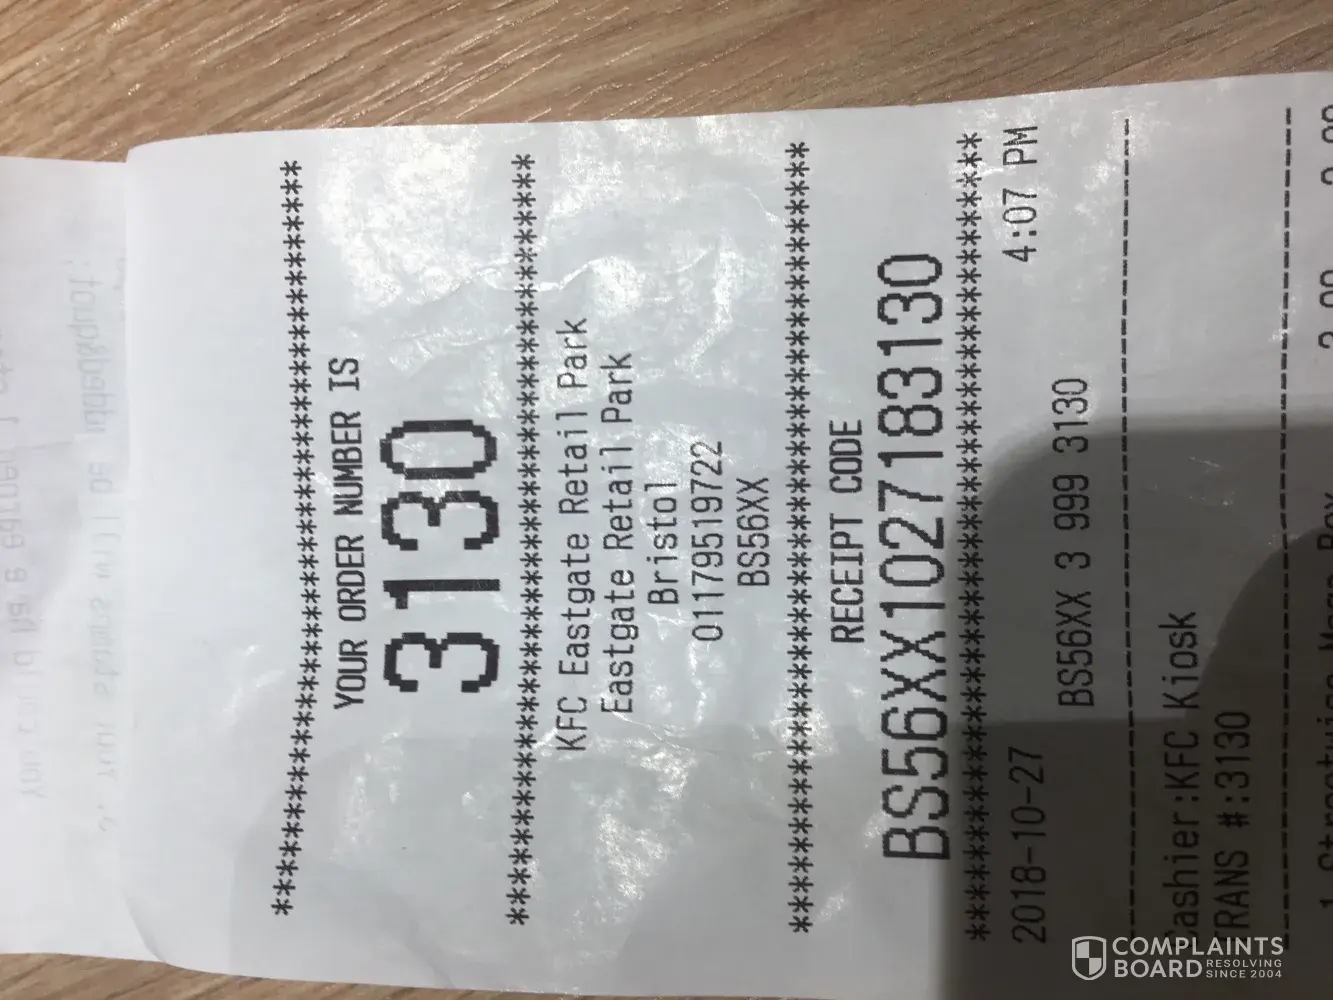 ****************************************
YOUR ORDER NUMBER IS
3130
****************************************
KFC Eastgate Retail Park
Eastgate Retail Park
Bristol
01179519722
BS56XX
****************************************
RECEIPT CODE
BS56XX1027183130
****************************************
2018-10-27 4:07 PM
BS56XX 3 999 3130
----------------------------------------
Cashier:KFC Kiosk
TRANS #:3130
----------------------------------------
COMPLAINTS
BOARD RESOLVING
SINCE 2004